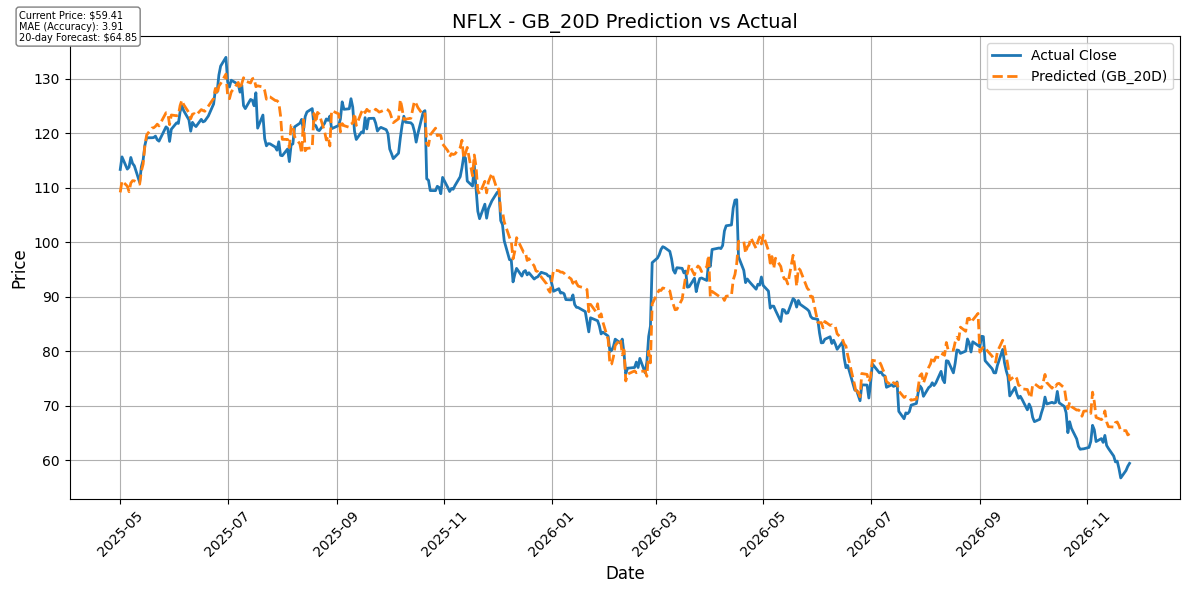 NFLX - GB_20D Prediction vs Actual
Current Price: $59.41
MAE (Accuracy): 3.91
20-day Forecast: $64.85
Actual Close
Predicted (GB_20D)
Price
130
120
110
100
90
80
70
60
2025-05
2025-07
2025-09
2025-11
2026-01
2026-03
2026-05
2026-07
2026-09
2026-11
Date